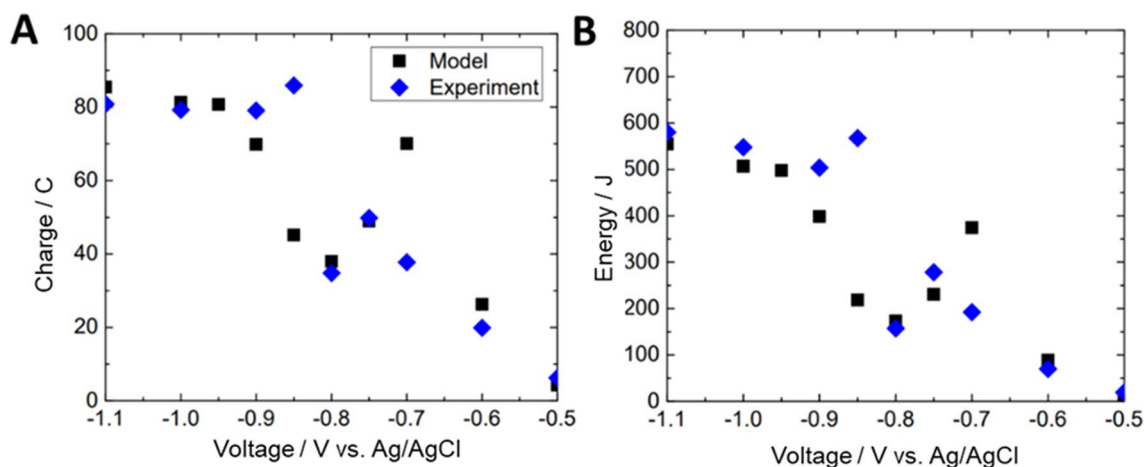 A
100
80
60
40
20
0
Charge / C
Model
Experiment
-1.1 -1.0 -0.9 -0.8 -0.7 -0.6 -0.5
Voltage / V vs. Ag/AgCl
B
800
700
600
500
400
300
200
100
0
Energy / J
-1.1 -1.0 -0.9 -0.8 -0.7 -0.6 -0.5
Voltage / V vs. Ag/AgCl